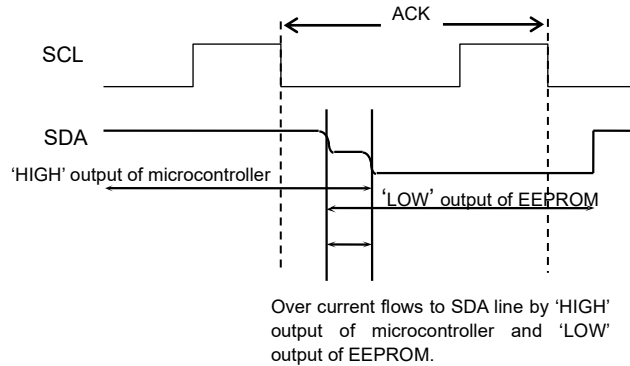 ACK
SCL
SDA
‘HIGH’ output of microcontroller
‘LOW’ output of EEPROM
Over current flows to SDA line by ‘HIGH’
output of microcontroller and ‘LOW’
output of EEPROM.